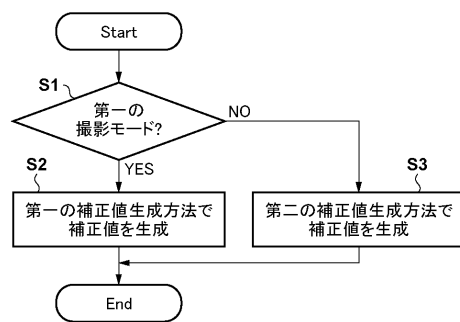 Start
S1
第一の
撮影モード?
NO
YES
S2
第一の補正値生成方法で
補正値を生成
S3
第二の補正値生成方法で
補正値を生成
End